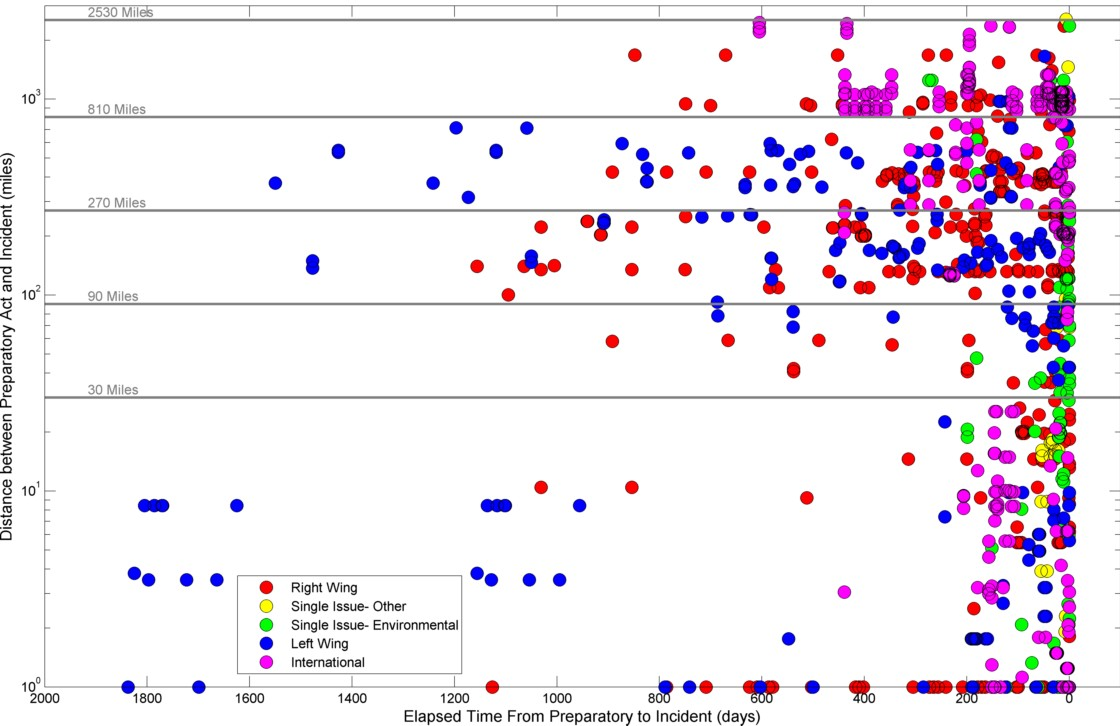 2530 Miles
10³
810 Miles
270 Miles
10²
90 Miles
30 Miles
10¹
10⁰
Distance between Preparatory Act and Incident (miles)
Right Wing
Single Issue- Other
Single Issue- Environmental
Left Wing
International
2000 1800 1600 1400 1200 1000 800 600 400 200 0
Elapsed Time From Preparatory to Incident (days)